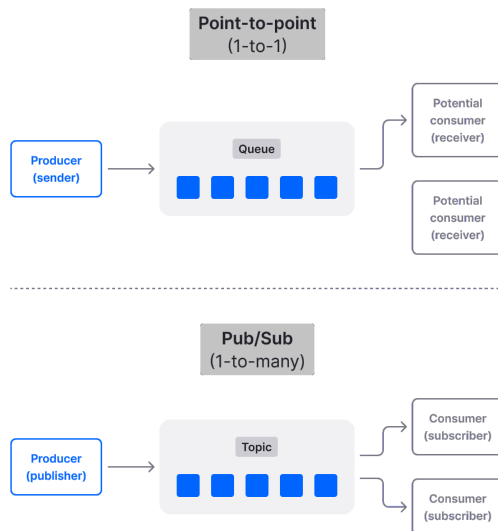 Point-to-point
(1-to-1)
Producer
(sender)
Queue
Potential
consumer
(receiver)
Potential
consumer
(receiver)
Pub/Sub
(1-to-many)
Producer
(publisher)
Topic
Consumer
(subscriber)
Consumer
(subscriber)